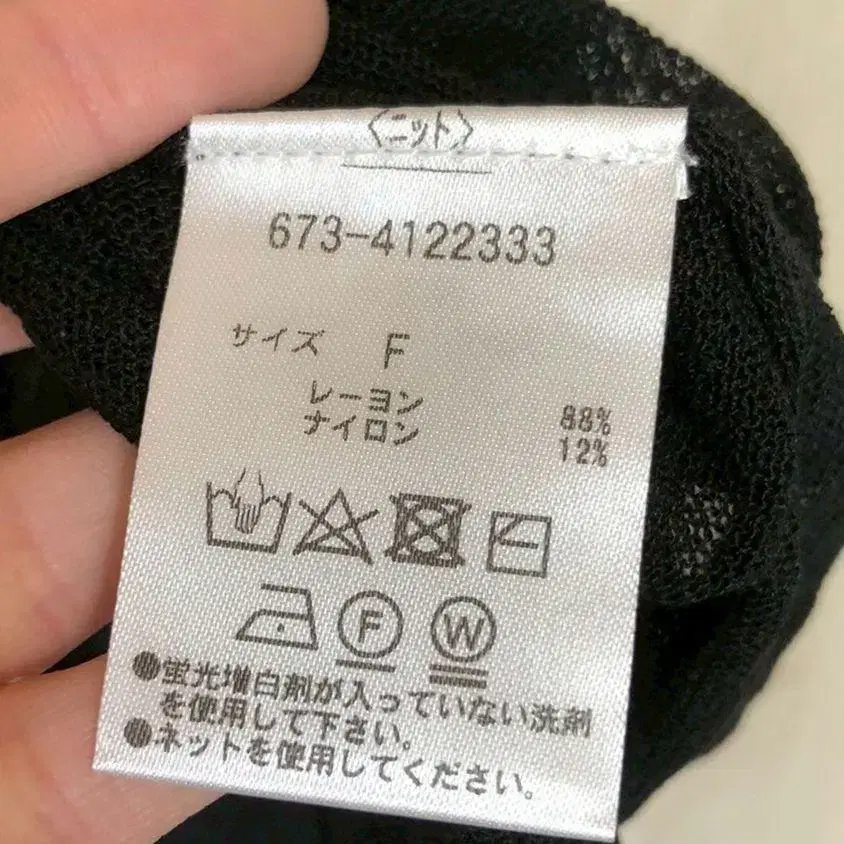 〈ニット〉
673-4122333
サイズ F
レーヨン 88%
ナイロン 12%
F W
●蛍光増白剤が入っていない洗剤
を使用して下さい。
●ネットを使用してください。